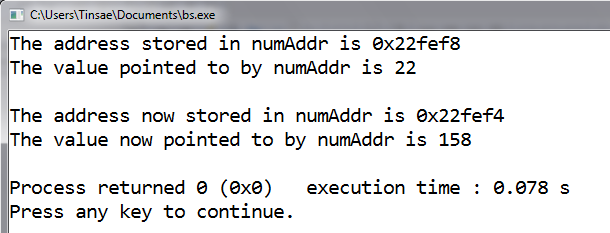 C:\Users\Tinsae\Documents\bs.exe
The address stored in numAddr is 0x22fef8
The value pointed to by numAddr is 22
The address now stored in numAddr is 0x22fef4
The value now pointed to by numAddr is 158
Process returned 0 (0x0)   execution time : 0.078 s
Press any key to continue.